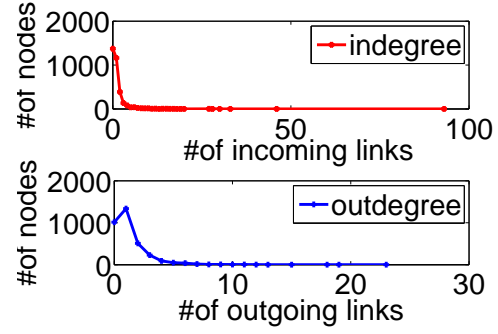 2000
1000
0
#of nodes
indegree
0 50 100
#of incoming links
2000
1000
0
#of nodes
outdegree
0 10 20 30
#of outgoing links